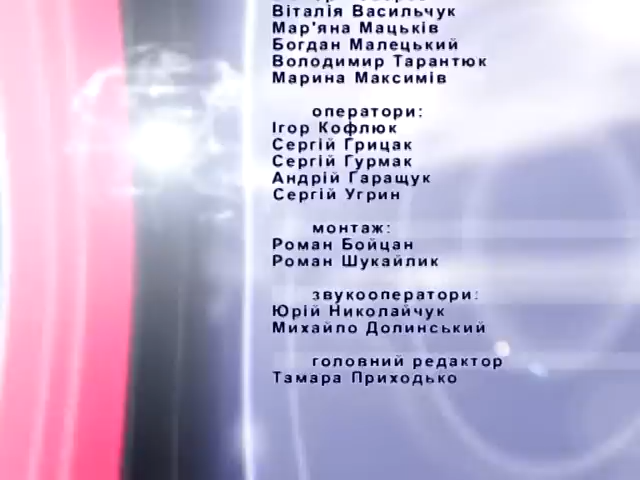 Віталія Васильчук
Мар'яна Мацьків
Богдан Малецький
Володимир Тарантюк
Марина Максимів
оператори:
Ігор Кофлюк
Сергій Грицак
Сергій Гурмак
Андрій Гаращук
Сергій Угрин
монтаж:
Роман Бойцан
Роман Шукайлик
звукооператори:
Юрій Николайчук
Михайло Долинський
головний редактор
Тамара Приходько